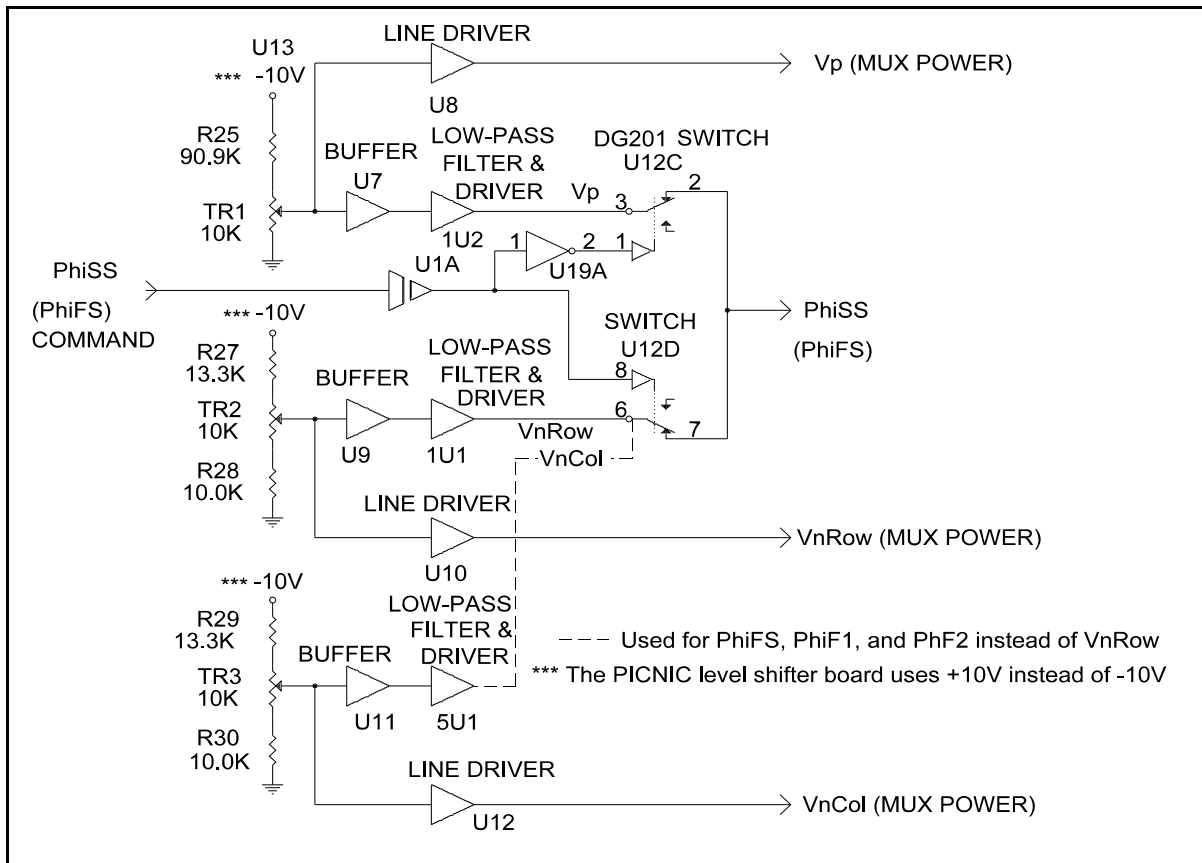 LINE DRIVER
U13
*** -10V
Vp (MUX POWER)
U8
R25
90.9K
LOW-PASS
FILTER &
DRIVER
DG201 SWITCH
U12C
BUFFER
U7
Vp
3
2
TR1
10K
1U2
1
2
1
U19A
U1A
PhiSS
(PhiFS)
COMMAND
PhiSS
(PhiFS)
*** -10V
SWITCH
U12D
R27
13.3K
LOW-PASS
FILTER &
DRIVER
BUFFER
8
6
7
TR2
10K
VnRow
VnCol
U9
1U1
R28
10.0K
LINE DRIVER
VnRow (MUX POWER)
U10
*** -10V
LOW-PASS
FILTER &
DRIVER
R29
13.3K
BUFFER
--- Used for PhiFS, PhiF1, and PhF2 instead of VnRow
*** The PICNIC level shifter board uses +10V instead of -10V
TR3
10K
U11
5U1
R30
10.0K
LINE DRIVER
VnCol (MUX POWER)
U12